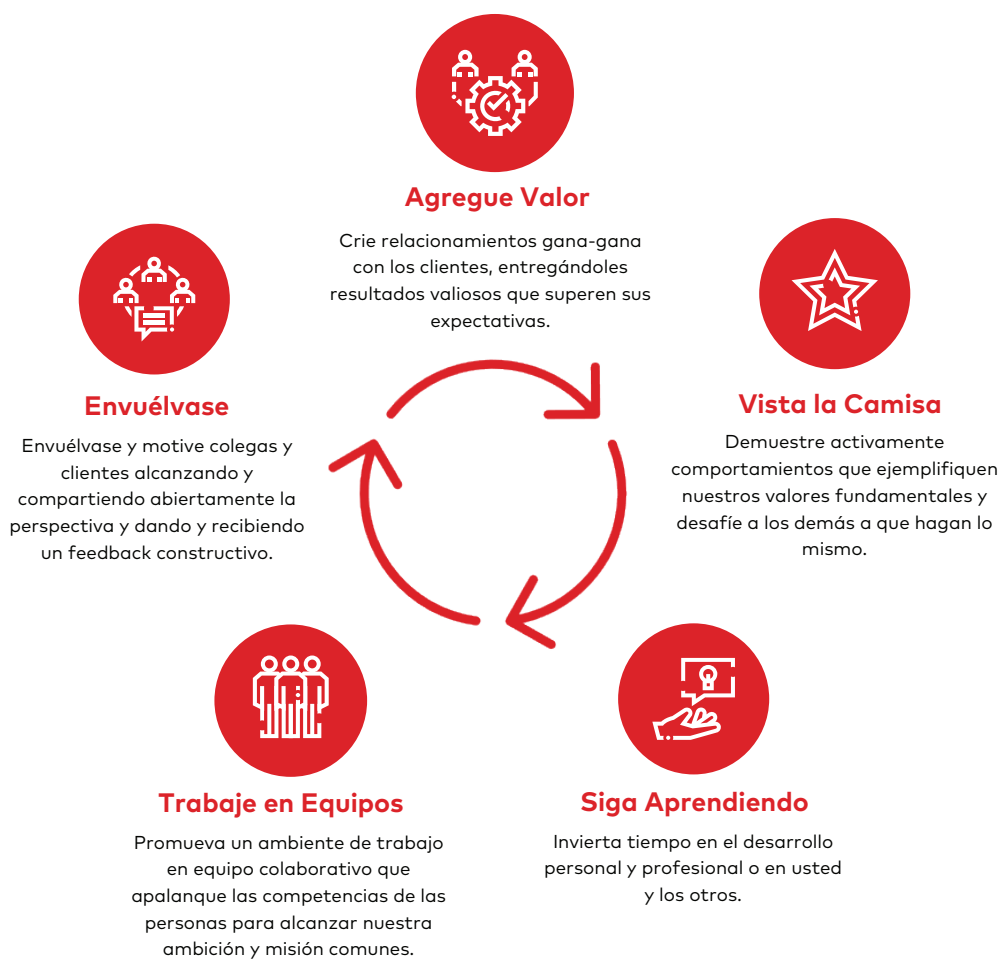 Agregue Valor
Crie relacionamientos gana-gana
con los clientes, entregándoles
resultados valiosos que superen sus
expectativas.
Envuélvase
Envuélvase y motive colegas y
clientes alcanzando y
compartiendo abiertamente la
perspectiva y dando y recibiendo
un feedback constructivo.
Vista la Camisa
Demuestre activamente
comportamientos que ejemplifiquen
nuestros valores fundamentales y
desafíe a los demás a que hagan lo
mismo.
Trabaje en Equipos
Promueva un ambiente de trabajo
en equipo colaborativo que
apalanque las competencias de las
personas para alcanzar nuestra
ambición y misión comunes.
Siga Aprendiendo
Invierta tiempo en el desarrollo
personal y profesional o en usted
y los otros.